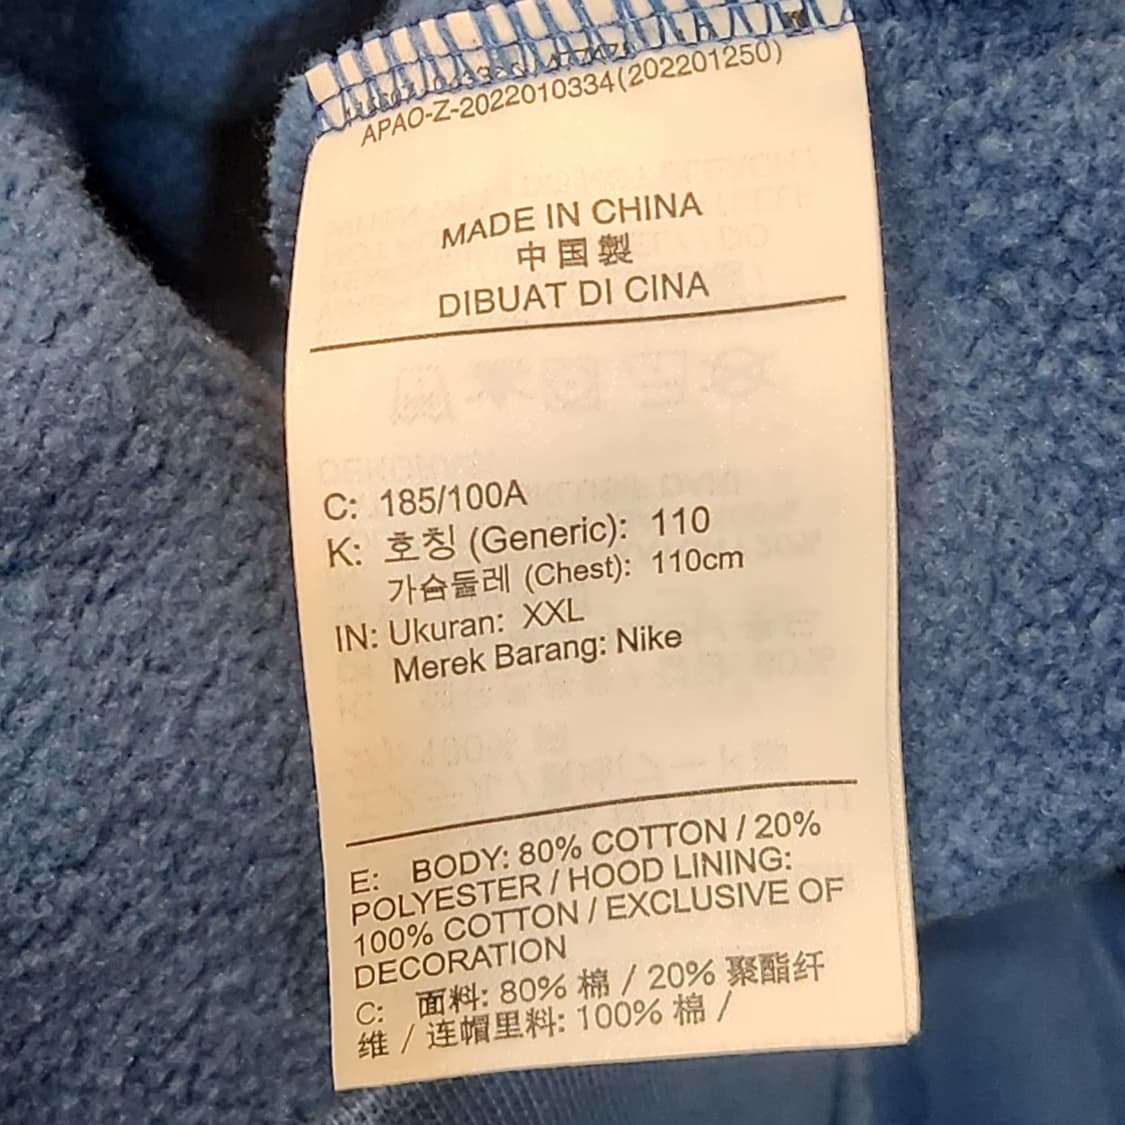 APAO-Z-2022010334(202201250)
MADE IN CHINA
中国製
DIBUAT DI CINA
C: 185/100A
K: 호칭 (Generic): 110
가슴둘레 (Chest): 110cm
IN: Ukuran: XXL
Merek Barang: Nike
E: BODY: 80% COTTON / 20%
POLYESTER / HOOD LINING:
100% COTTON / EXCLUSIVE OF
DECORATION
C: 面料: 80% 棉 / 20% 聚酯纤
维 / 连帽里料: 100% 棉 /